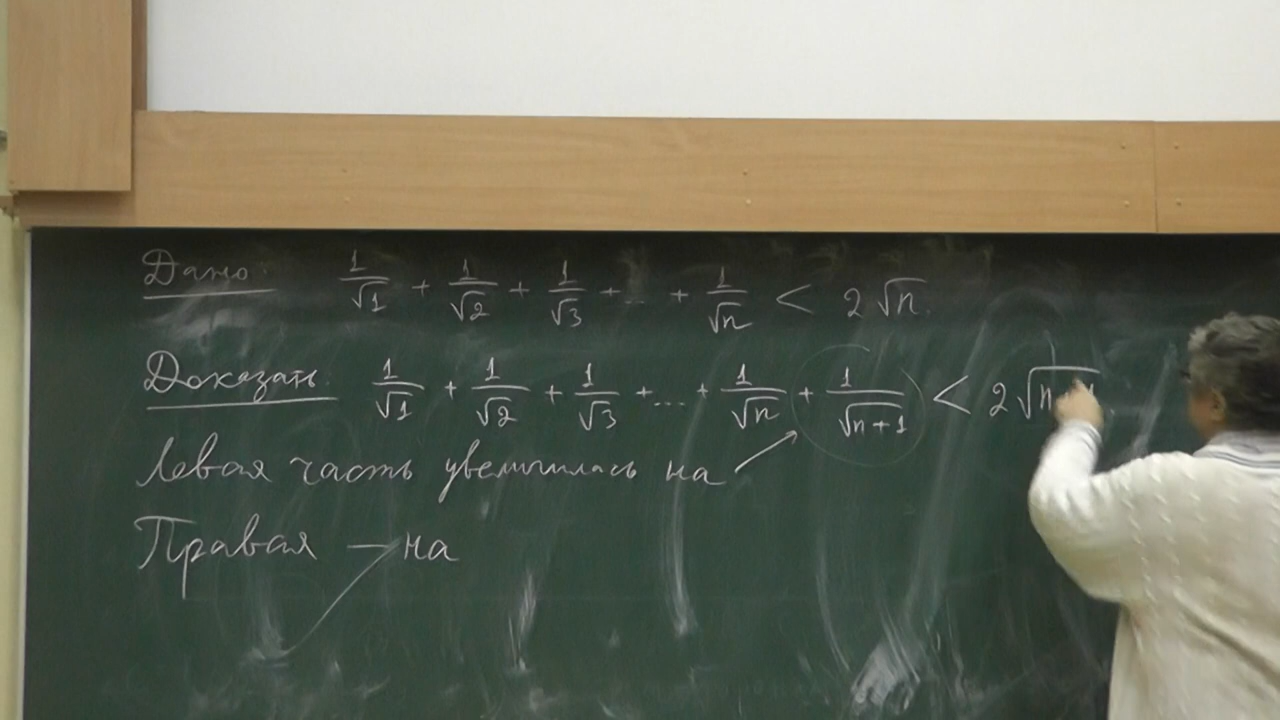 Дано: 1/√1 + 1/√2 + 1/√3 + ... + 1/√n < 2√n.
Доказать: 1/√1 + 1/√2 + 1/√3 + ... + 1/√n + 1/√n+1 < 2√n
Левая часть увеличилась на
Правая — на